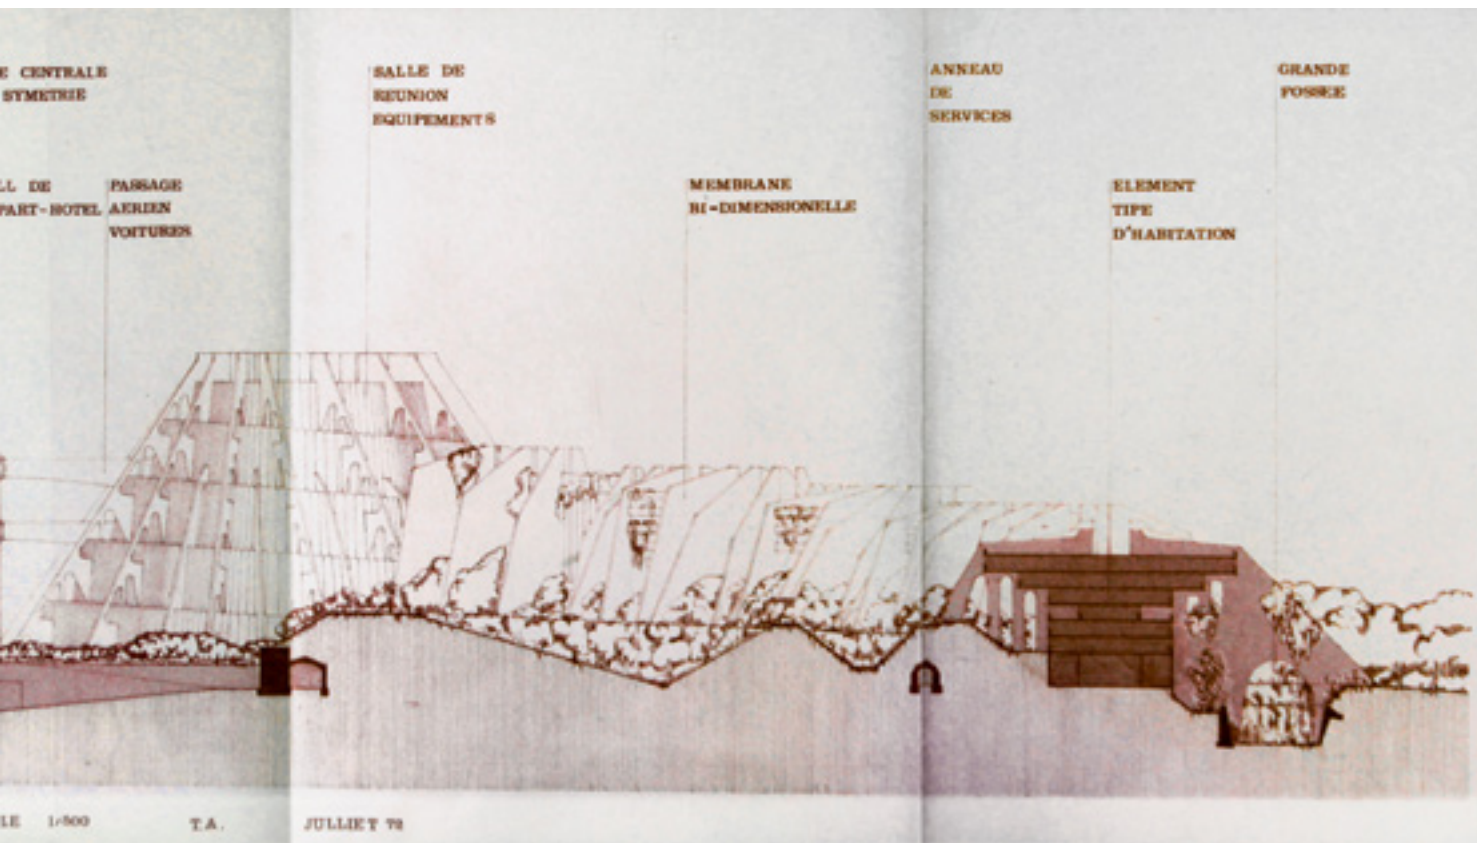 E CENTRALE
SYMETRIE
SALLE DE
REUNION
EQUIPEMENTS
ANNEAU
DE
SERVICES
GRANDE
FOSSEE
LL DE
PART-HOTEL
PASSAGE
AERIEN
VOITURES
MEMBRANE
BI-DIMENSIONELLE
ELEMENT
TIPE
D'HABITATION
LE 1/500 T.A. JULLIET 72